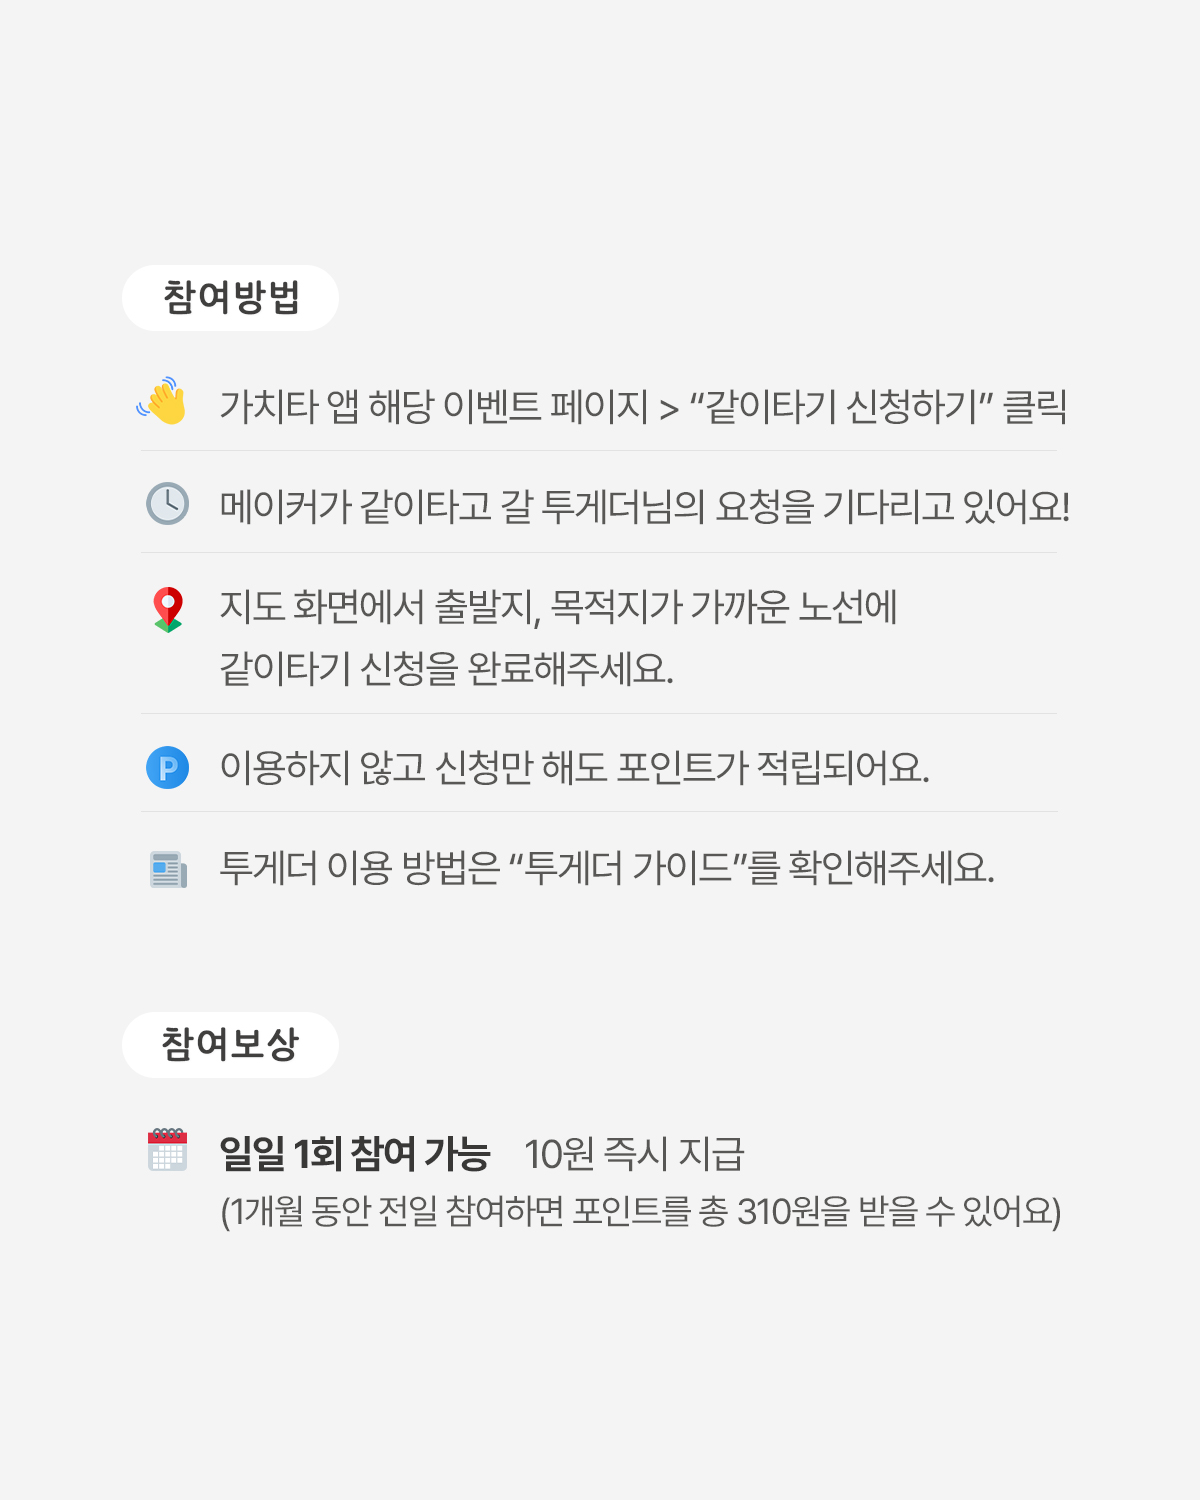 참여방법
가치타 앱 해당 이벤트 페이지 > “같이타기 신청하기” 클릭
메이커가 같이타고 갈 투게더님의 요청을 기다리고 있어요!
지도 화면에서 출발지, 목적지가 가까운 노선에
같이타기 신청을 완료해주세요.
P 이용하지 않고 신청만 해도 포인트가 적립되어요.
투게더 이용 방법은 “투게더 가이드”를 확인해주세요.
참여보상
일일 1회 참여 가능 10원 즉시 지급
(1개월 동안 전일 참여하면 포인트를 총 310원을 받을 수 있어요)